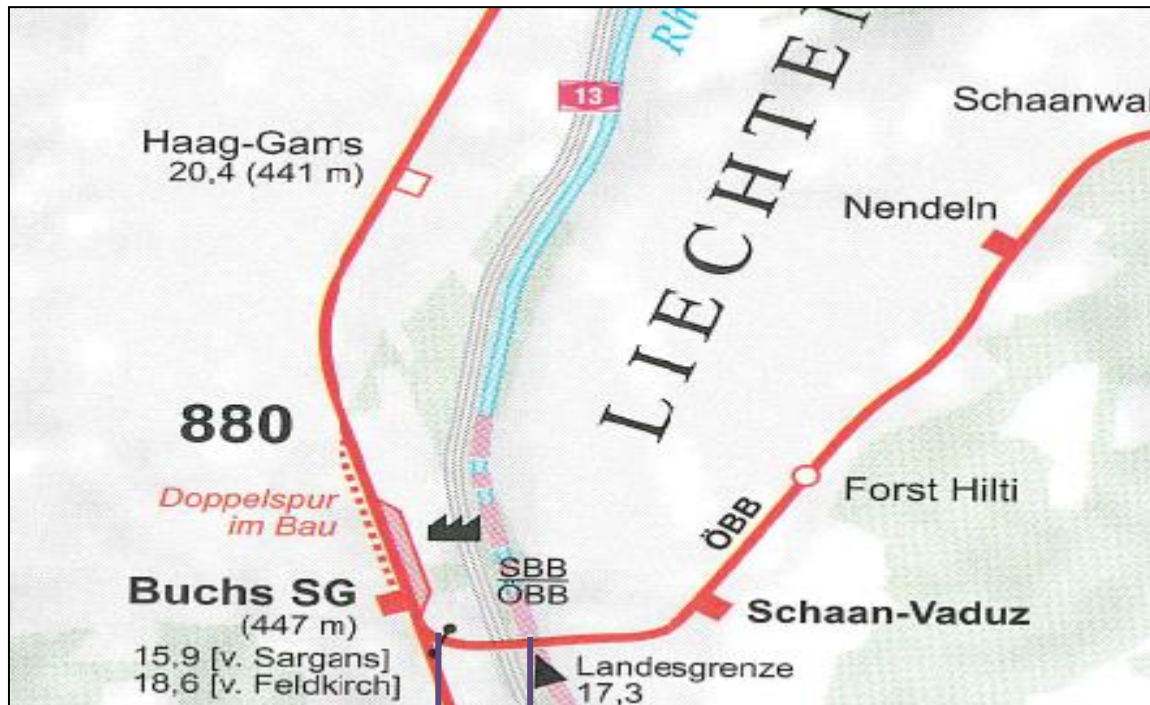 Rh
LIECHTEN
13
Schaanwal
Haag-Gams
20,4 (441 m)
Nendeln
880
Doppelspur
im Bau
Forst Hilti
ÖBB
SBB
ÖBB
Buchs SG
(447 m)
Schaan-Vaduz
15,9 [v. Sargans]
18,6 [v. Feldkirch]
Landesgrenze
17,3